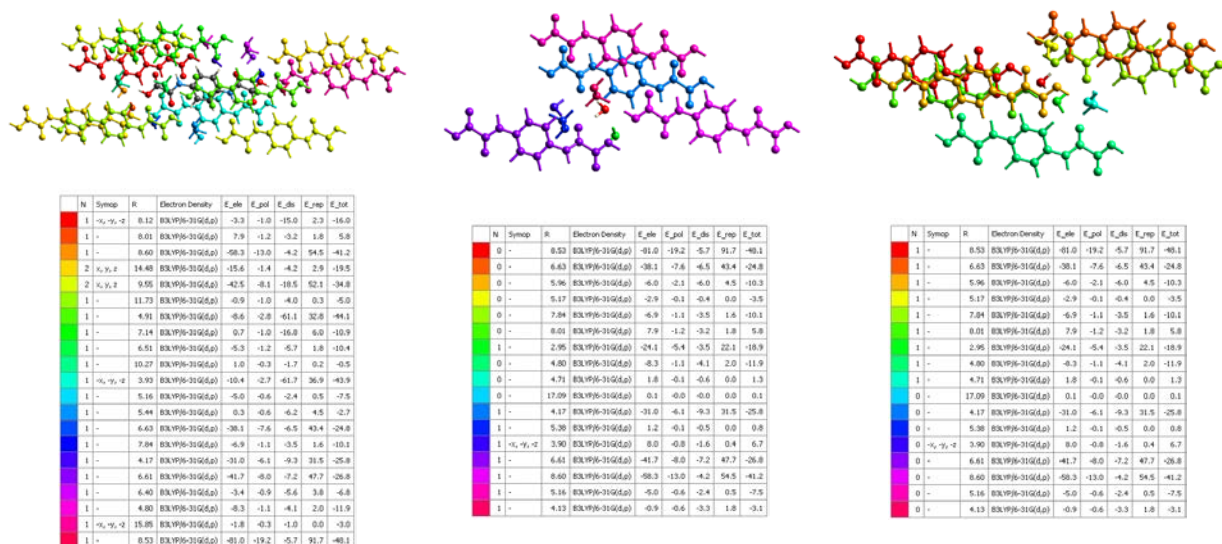 N Symop R Electron Density E_ele E_pol E_dis E_rep E_tot
1 -x, -y, -z 8.12 B3LYP/6-31G(d,p) -3.3 -1.0 -15.0 2.3 -16.0
1 - 8.01 B3LYP/6-31G(d,p) 7.9 -1.2 -3.2 1.8 5.8
1 - 8.60 B3LYP/6-31G(d,p) -58.3 -13.0 -4.2 54.5 -41.2
2 x, y, z 14.48 B3LYP/6-31G(d,p) -15.6 -1.4 -4.2 2.9 -19.5
2 x, y, z 9.55 B3LYP/6-31G(d,p) -42.5 -8.1 -18.5 52.1 -34.8
1 - 11.73 B3LYP/6-31G(d,p) -0.9 -1.0 -4.0 0.3 -5.0
1 - 4.91 B3LYP/6-31G(d,p) -8.6 -2.8 -61.1 32.8 -44.1
1 - 7.14 B3LYP/6-31G(d,p) 0.7 -1.0 -16.8 6.0 -10.9
1 - 6.51 B3LYP/6-31G(d,p) -5.3 -1.2 -5.7 1.8 -10.4
1 - 10.27 B3LYP/6-31G(d,p) 1.0 -0.3 -1.7 0.2 -0.5
1 -x, -y, -z 3.93 B3LYP/6-31G(d,p) -10.4 -2.7 -61.7 36.9 -43.9
1 - 5.16 B3LYP/6-31G(d,p) -5.0 -0.6 -2.4 0.5 -7.5
1 - 5.44 B3LYP/6-31G(d,p) 0.3 -0.6 -6.2 4.5 -2.7
1 - 6.63 B3LYP/6-31G(d,p) -38.1 -7.6 -6.5 43.4 -24.8
1 - 7.84 B3LYP/6-31G(d,p) -6.9 -1.1 -3.5 1.6 -10.1
1 - 4.17 B3LYP/6-31G(d,p) -31.0 -6.1 -9.3 31.5 -25.8
1 - 6.61 B3LYP/6-31G(d,p) -41.7 -8.0 -7.2 47.7 -26.8
1 - 6.40 B3LYP/6-31G(d,p) -3.4 -0.9 -5.6 3.8 -6.8
1 - 4.80 B3LYP/6-31G(d,p) -8.3 -1.1 -4.1 2.0 -11.9
1 -x, -y, -z 15.85 B3LYP/6-31G(d,p) -1.8 -0.3 -1.0 0.0 -3.0
1 - 8.53 B3LYP/6-31G(d,p) -81.0 -19.2 -5.7 91.7 -48.1
N Symop R Electron Density E_ele E_pol E_dis E_rep E_tot
0 - 8.53 B3LYP/6-31G(d,p) -81.0 -19.2 -5.7 91.7 -48.1
0 - 6.63 B3LYP/6-31G(d,p) -38.1 -7.6 -6.5 43.4 -24.8
0 - 5.96 B3LYP/6-31G(d,p) -6.0 -2.1 -6.0 4.5 -10.3
0 - 5.17 B3LYP/6-31G(d,p) -2.9 -0.1 -0.4 0.0 -3.5
0 - 7.84 B3LYP/6-31G(d,p) -6.9 -1.1 -3.5 1.6 -10.1
0 - 8.01 B3LYP/6-31G(d,p) 7.9 -1.2 -3.2 1.8 5.8
1 - 2.95 B3LYP/6-31G(d,p) -24.1 -5.4 -3.5 22.1 -18.9
0 - 4.80 B3LYP/6-31G(d,p) -8.3 -1.1 -4.1 2.0 -11.9
0 - 4.71 B3LYP/6-31G(d,p) 1.8 -0.1 -0.6 0.0 1.3
0 - 17.09 B3LYP/6-31G(d,p) 0.1 -0.0 -0.0 0.0 0.1
1 - 4.17 B3LYP/6-31G(d,p) -31.0 -6.1 -9.3 31.5 -25.8
1 - 5.38 B3LYP/6-31G(d,p) 1.2 -0.1 -0.5 0.0 0.8
1 -x, -y, -z 3.90 B3LYP/6-31G(d,p) 8.0 -0.8 -1.6 0.4 6.7
1 - 6.61 B3LYP/6-31G(d,p) -41.7 -8.0 -7.2 47.7 -26.8
1 - 8.60 B3LYP/6-31G(d,p) -58.3 -13.0 -4.2 54.5 -41.2
1 - 5.16 B3LYP/6-31G(d,p) -5.0 -0.6 -2.4 0.5 -7.5
1 - 4.13 B3LYP/6-31G(d,p) -0.9 -0.6 -3.3 1.8 -3.1
N Symop R Electron Density E_ele E_pol E_dis E_rep E_tot
1 - 8.53 B3LYP/6-31G(d,p) -81.0 -19.2 -5.7 91.7 -48.1
1 - 6.63 B3LYP/6-31G(d,p) -38.1 -7.6 -6.5 43.4 -24.8
1 - 5.96 B3LYP/6-31G(d,p) -6.0 -2.1 -6.0 4.5 -10.3
1 - 5.17 B3LYP/6-31G(d,p) -2.9 -0.1 -0.4 0.0 -3.5
1 - 7.84 B3LYP/6-31G(d,p) -6.9 -1.1 -3.5 1.6 -10.1
1 - 8.01 B3LYP/6-31G(d,p) 7.9 -1.2 -3.2 1.8 5.8
1 - 2.95 B3LYP/6-31G(d,p) -24.1 -5.4 -3.5 22.1 -18.9
1 - 4.80 B3LYP/6-31G(d,p) -8.3 -1.1 -4.1 2.0 -11.9
1 - 4.71 B3LYP/6-31G(d,p) 1.8 -0.1 -0.6 0.0 1.3
1 - 17.09 B3LYP/6-31G(d,p) 0.1 -0.0 -0.0 0.0 0.1
0 - 4.17 B3LYP/6-31G(d,p) -31.0 -6.1 -9.3 31.5 -25.8
0 - 5.38 B3LYP/6-31G(d,p) 1.2 -0.1 -0.5 0.0 0.8
0 -x, -y, -z 3.90 B3LYP/6-31G(d,p) 8.0 -0.8 -1.6 0.4 6.7
0 - 6.61 B3LYP/6-31G(d,p) -41.7 -8.0 -7.2 47.7 -26.8
0 - 8.60 B3LYP/6-31G(d,p) -58.3 -13.0 -4.2 54.5 -41.2
0 - 5.16 B3LYP/6-31G(d,p) -5.0 -0.6 -2.4 0.5 -7.5
0 - 4.13 B3LYP/6-31G(d,p) -0.9 -0.6 -3.3 1.8 -3.1